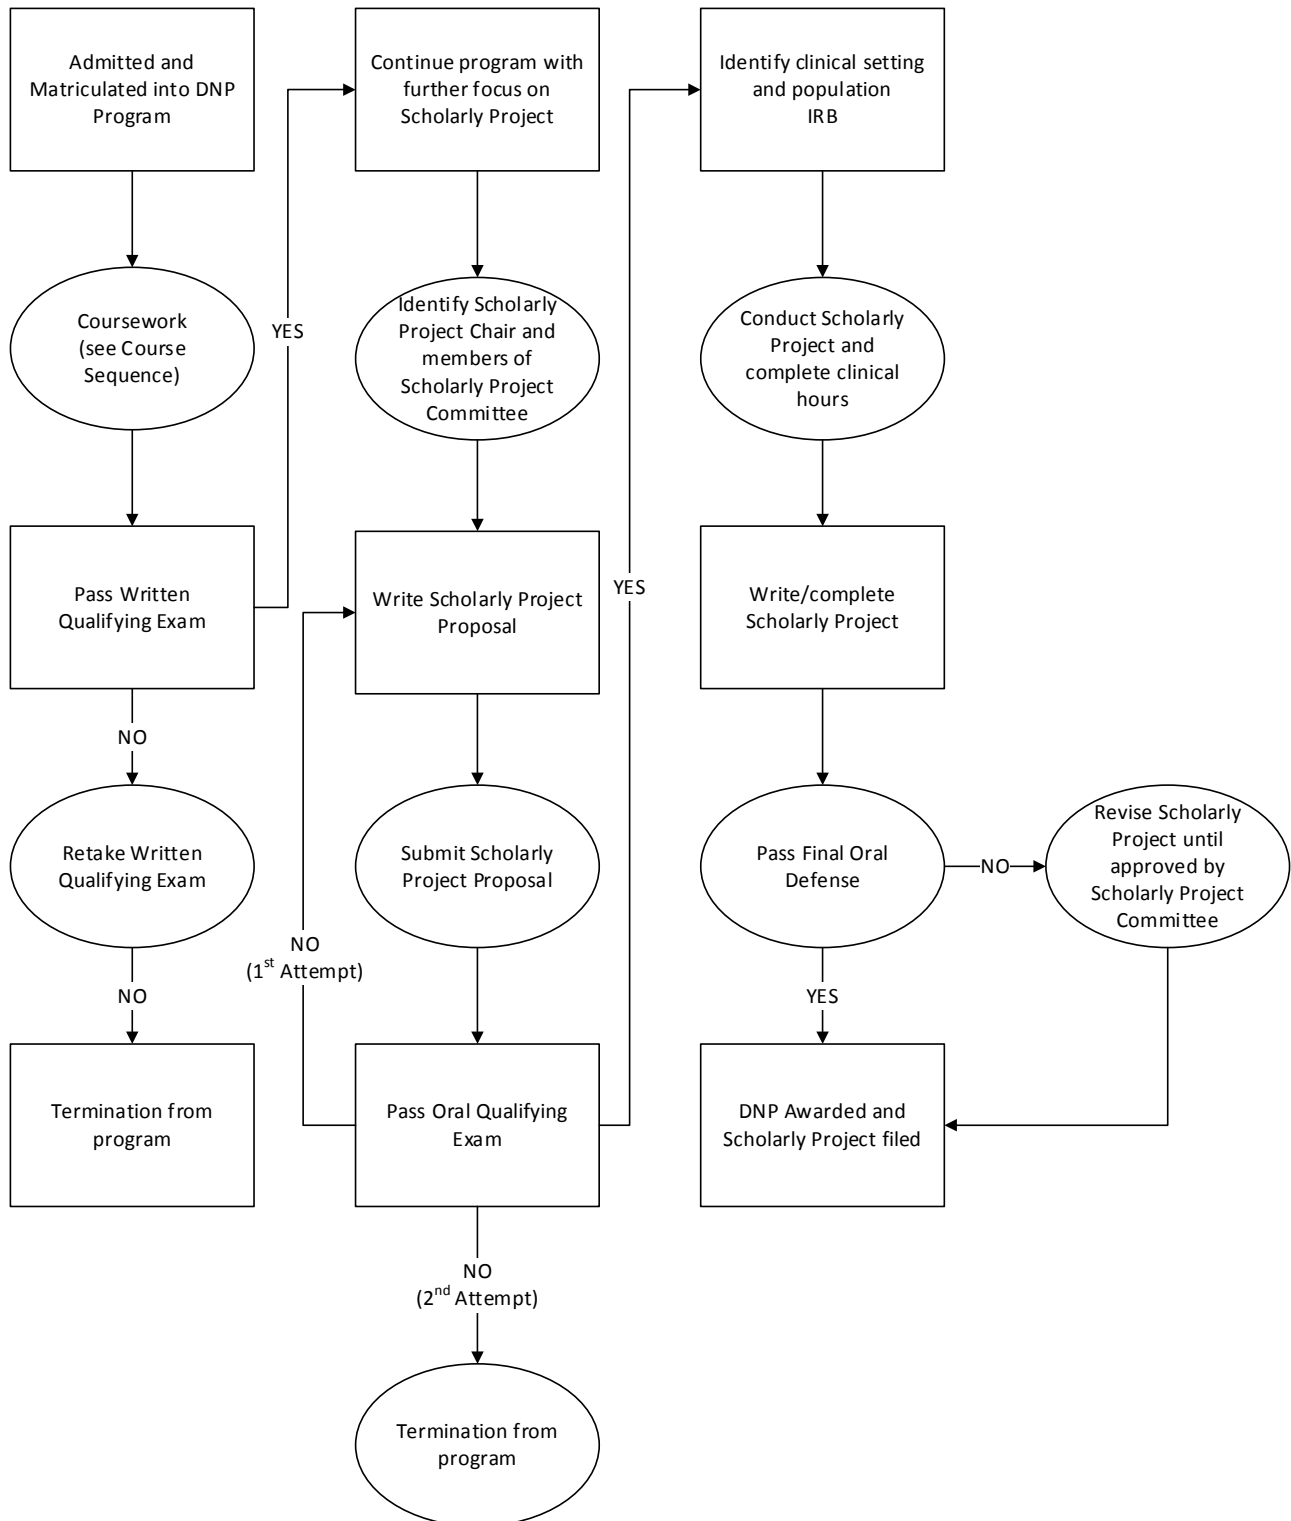 Admitted and
Matriculated into DNP
Program
Coursework
(see Course
Sequence)
Pass Written
Qualifying Exam
NO
Retake Written
Qualifying Exam
NO
Termination from
program
YES
Continue program with
further focus on
Scholarly Project
Identify Scholarly
Project Chair and
members of
Scholarly Project
Committee
Write Scholarly Project
Proposal
Submit Scholarly
Project Proposal
NO
(1st Attempt)
Pass Oral Qualifying
Exam
NO
(2nd Attempt)
Termination from
program
YES
Identify clinical setting
and population
IRB
Conduct Scholarly
Project and
complete clinical
hours
Write/complete
Scholarly Project
Pass Final Oral
Defense
NO
Revise Scholarly
Project until
approved by
Scholarly Project
Committee
YES
DNP Awarded and
Scholarly Project filed